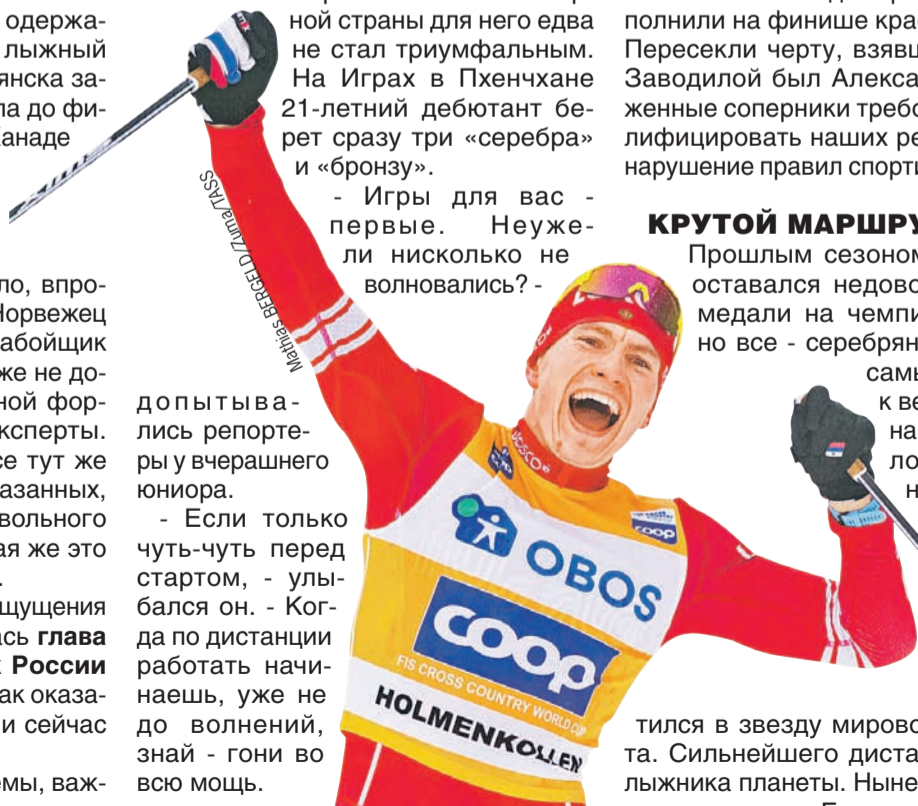 одержа-
лыжный
янска за-
ла до фи-
Канаде
ло, впро-
Норвежец
абойщик
же не до-
ной фор-
ксперты.
се тут же
азанных,
вольного
ая же это
щущения
ась глава
России
ак оказа-
и сейчас
емы, важ-
ной страны для него едва
не стал триумфальным.
На Играх в Пхенчхане
21-летний дебютант бе-
рет сразу три «серебра»
и «бронзу».
- Игры для вас -
первые. Неуже-
ли нисколько не
волновались? -
допытыва-
лись репорте-
ры у вчерашнего
юниора.
- Если только
чуть-чуть перед
стартом, - улы-
бался он. - Ког-
да по дистанции
работать начи-
наешь, уже не
до волнений,
знай - гони во
всю мощь.
Mathias BERGELD/Zuma/TASS
BOSCO
COOP
OBOS
coop
coop
FIS CROSS COUNTRY WORLD CUP
HOLMENKOLLEN
полнили на финише кра
Пересекли черту, взявш
Заводилой был Алекса
женные соперники требо
лифицировать наших ре
нарушение правил спорти
КРУТОЙ МАРШРУ
Прошлым сезоном
оставался недово
медали на чемпи
но все - серебрян
самы
к ве
на
ло
н
тился в звезду мирово
та. Сильнейшего диста
лыжника планеты. Ныне